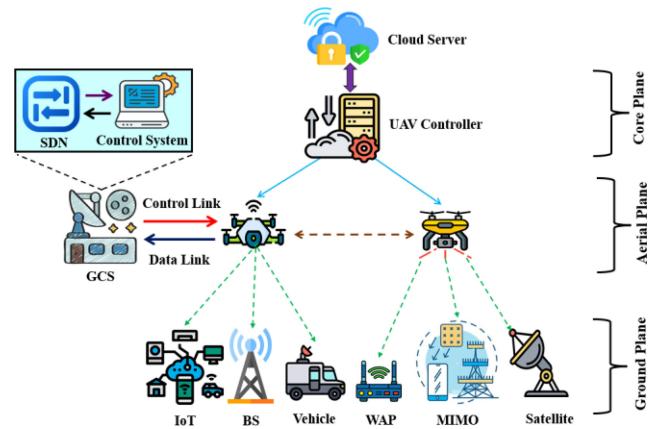 Cloud Server
SDN
Control System
UAV Controller
Core Plane
Control Link
Data Link
GCS
Aerial Plane
IoT
BS
Vehicle
WAP
MIMO
Satellite
Ground Plane